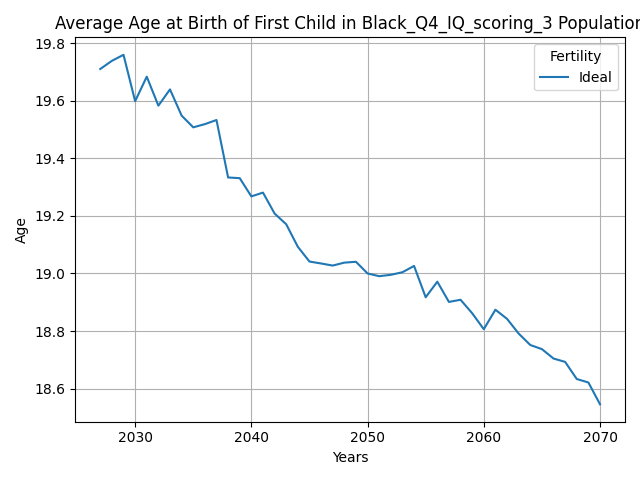 Average Age at Birth of First Child in Black_Q4_IQ_scoring_3 Population
Fertility
Ideal
19.8
19.6
19.4
19.2
19.0
18.8
18.6
Age
2030 2040 2050 2060 2070
Years